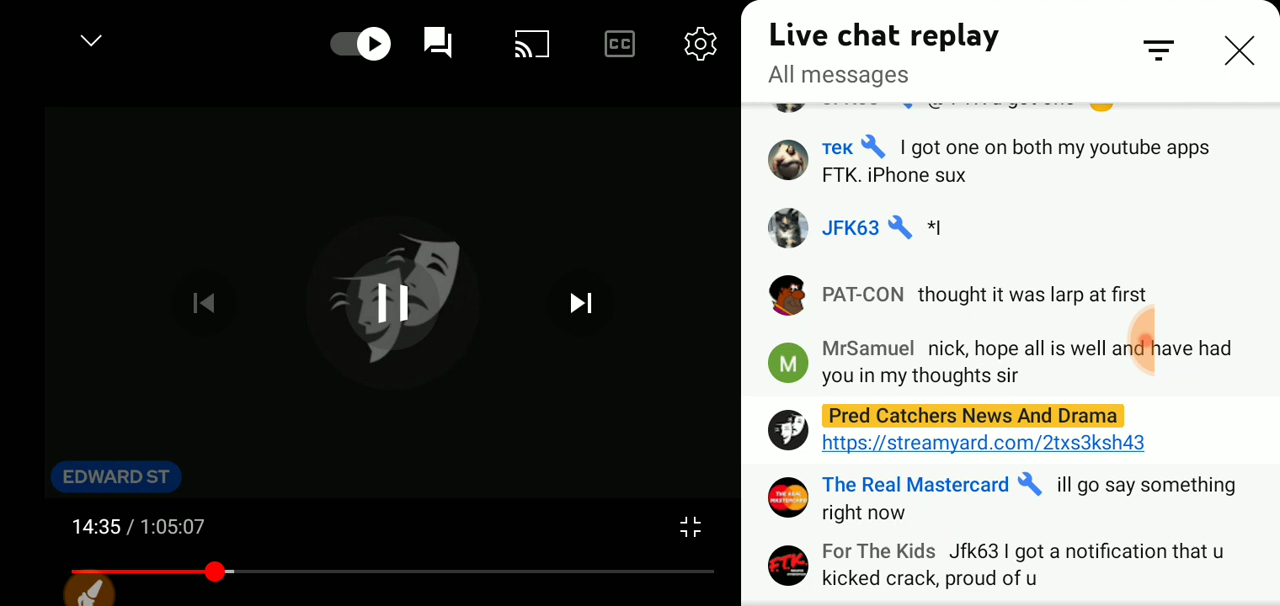 CC
Live chat replay
All messages
тек I got one on both my youtube apps
FTK. iPhone sux
JFK63 *I
PAT-CON thought it was larp at first
MrSamuel nick, hope all is well and have had
M
you in my thoughts sir
Pred Catchers News And Drama
https://streamyard.com/2txs3ksh43
EDWARD ST
The Real Mastercard ill go say something
right now
14:35 / 1:05:07
For The Kids Jfk63 I got a notification that u
kicked crack, proud of u